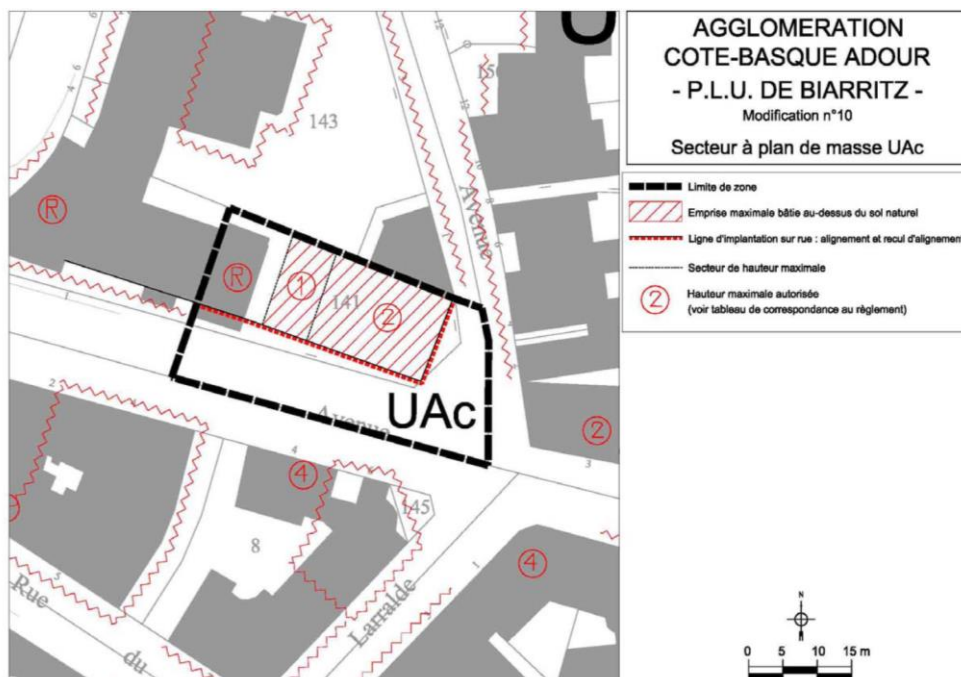 AGGLOMERATION
COTE-BASQUE ADOUR
- P.L.U. DE BIARRITZ -
Modification n°10
Secteur à plan de masse UAc
Limite de zone
Emprise maximale bâtie au-dessus du sol naturel
Ligne d'implantation sur rue : alignement et recul d'alignement
Secteur de hauteur maximale
2
Hauteur maximale autorisée
(voir tableau de correspondance au règlement)
U
143
Avenue
R
R
1
141
2
UAc
Avenue
2
4
145
8
4
Rue
du
Larralde
N
0 5 10 15 m